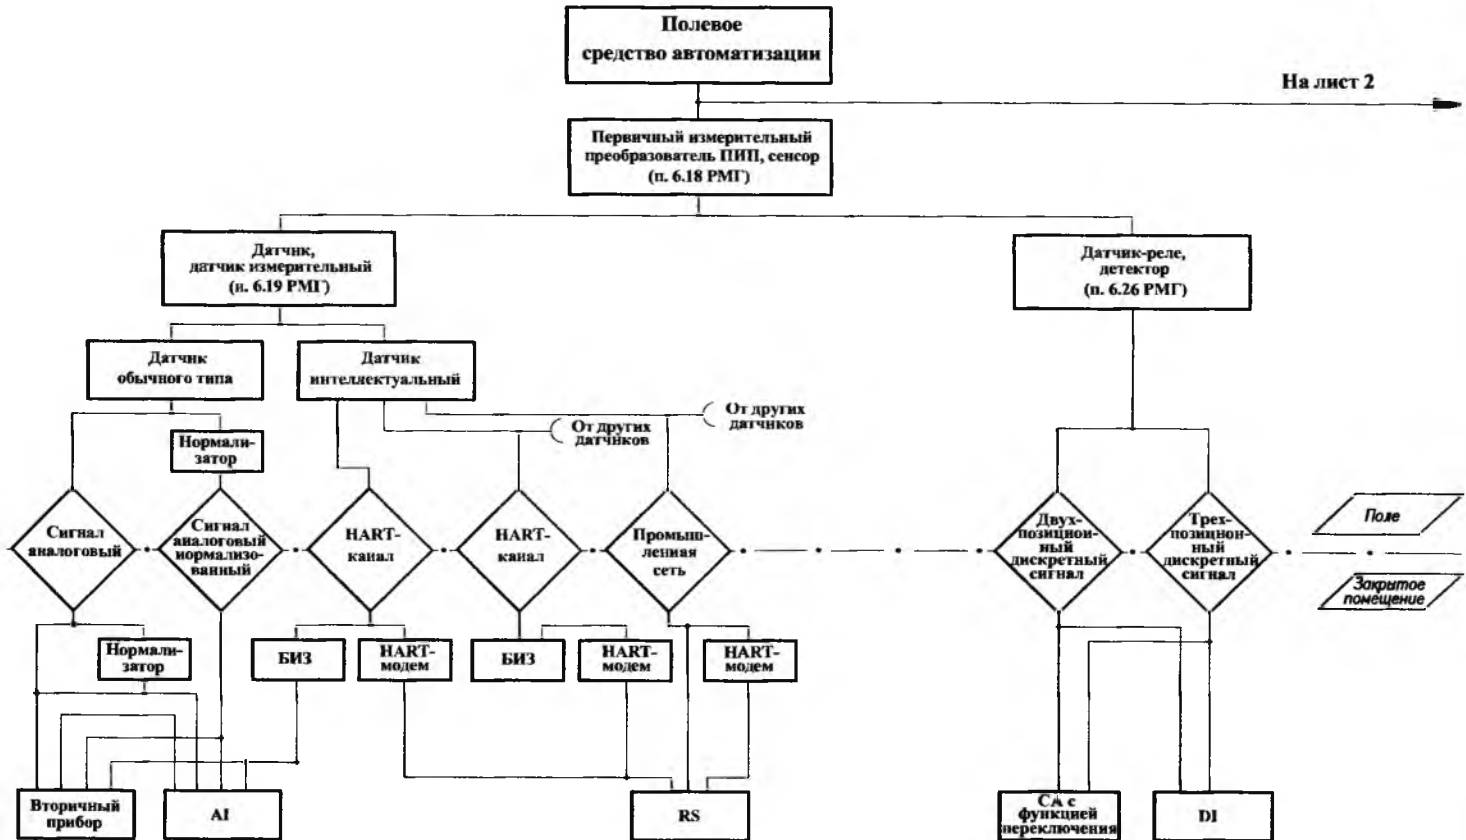 Полевое
средство автоматизации
На лист 2
Первичный измерительный
преобразователь ПИП, сенсор
(п. 6.18 РМГ)
Датчик,
датчик измерительный
(п. 6.19 РМГ)
Датчик-реле,
детектор
(п. 6.26 РМГ)
Датчик
обычного типа
Датчик
интеллектуальный
От других
датчиков
От других
датчиков
Нормали-
затор
Сигнал
аналоговый
Сигнал
аналоговый
нормализо-
ванный
HART-
канал
HART-
канал
Промыш-
ленная
сеть
Двух-
позицион-
ный
дискретный
сигнал
Трех-
позицион-
ный
дискретный
сигнал
Поле
Закрытое
помещение
Нормали-
затор
БИЗ
HART-
модем
БИЗ
HART-
модем
HART-
модем
Вторичный
прибор
AI
RS
СА с
функцией
переключения
DI